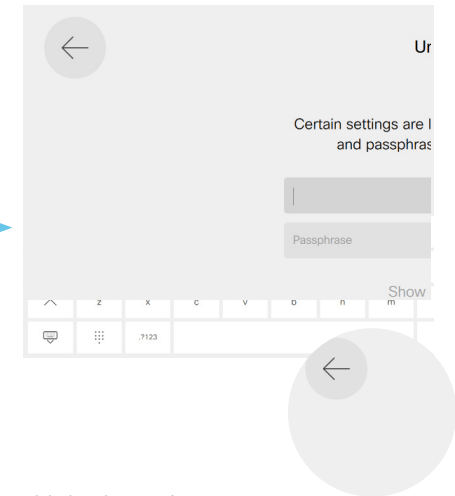 Ur
Certain settings are l
and passphras
Passphrase
Show
z x c v b n m
.?123